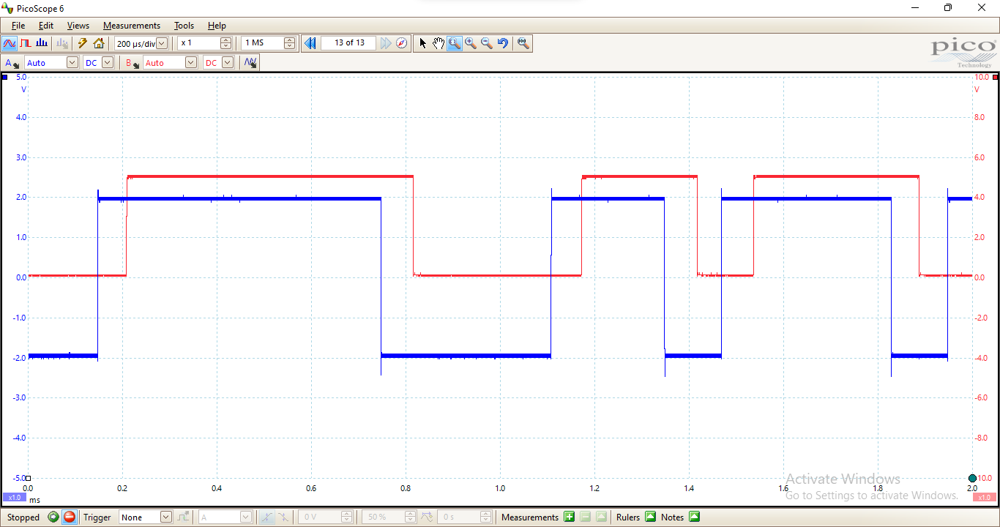 PicoScope 6
File Edit Views Measurements Tools Help
200 µs/div x 1 1 MS 13 of 13
pico
Technology
A Auto DC B Auto DC
5.0 10.0
V V
4.0 8.0
3.0 6.0
2.0 4.0
1.0 2.0
0.0 0.0
-1.0 -2.0
-2.0 -4.0
-3.0 -6.0
-4.0 -8.0
-5.0 10.0
0.0 0.2 0.4 0.6 0.8 1.0 1.2 1.4 1.6 1.8 2.0
x1.0 ms x1.0
Activate Windows
Go to Settings to activate Windows.
Stopped Trigger None A 0 V 50 % 0 s Measurements Rulers Notes